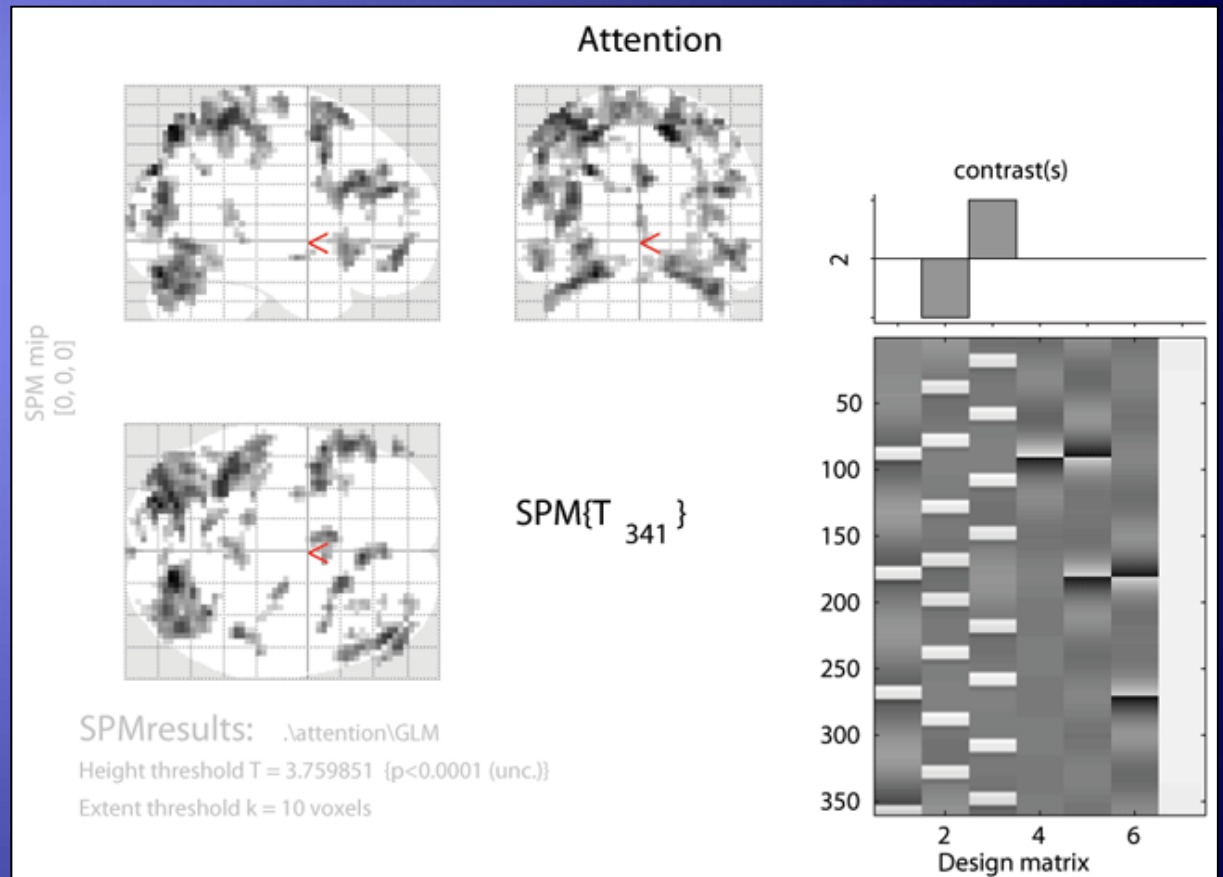 Attention
SPM mip
[0, 0, 0]
<
<
<
SPM{T 341 }
contrast(s)
2
50
100
150
200
250
300
350
2 4 6
Design matrix
SPMresults: .\attention\GLM
Height threshold T = 3.759851 {p<0.0001 (unc.)}
Extent threshold k = 10 voxels